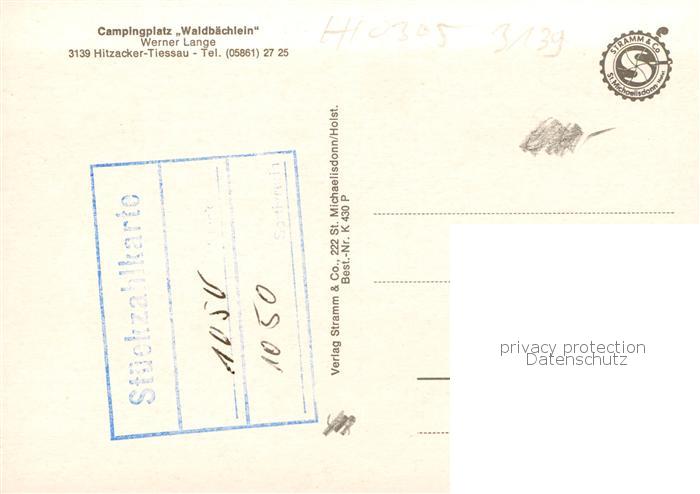 Campingplatz „Waldbächlein"
Werner Lange
3139 Hitzacker-Tiessau - Tel. (05861) 27 25
HI0305 3139
STRAMM & Co
St. Michaelisdonn
Verlag Stramm & Co., 222 St. Michaelisdonn/Holst.
Best.-Nr. K 430 P
Stückzahlkarte
1050
1050
privacy protection
Datenschutz